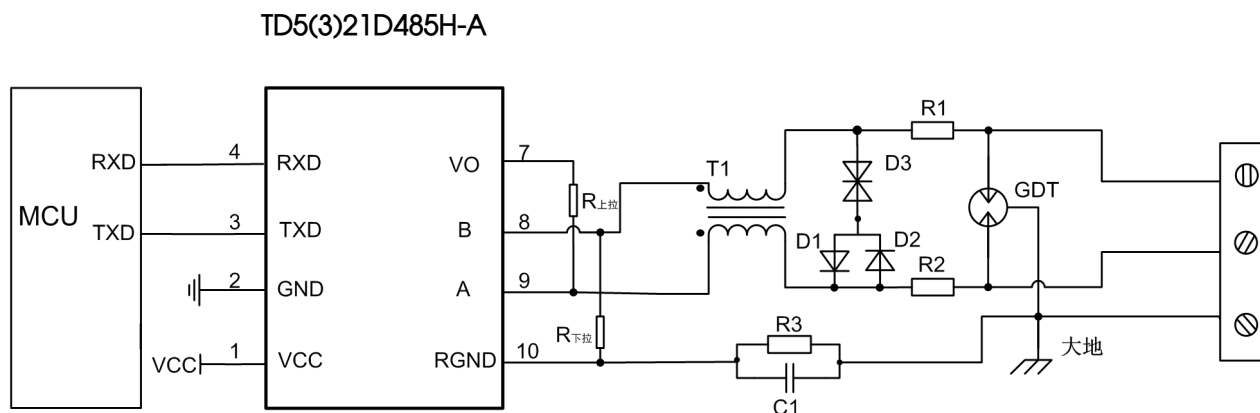 TD5(3)21D485H-A
MCU
RXD
TXD
4
3
2
1
VCC
RXD
TXD
GND
VCC
VO
B
A
RGND
7
8
9
10
R上拉
R下拉
T1
D3
D1
D2
R1
R2
GDT
R3
C1
大地